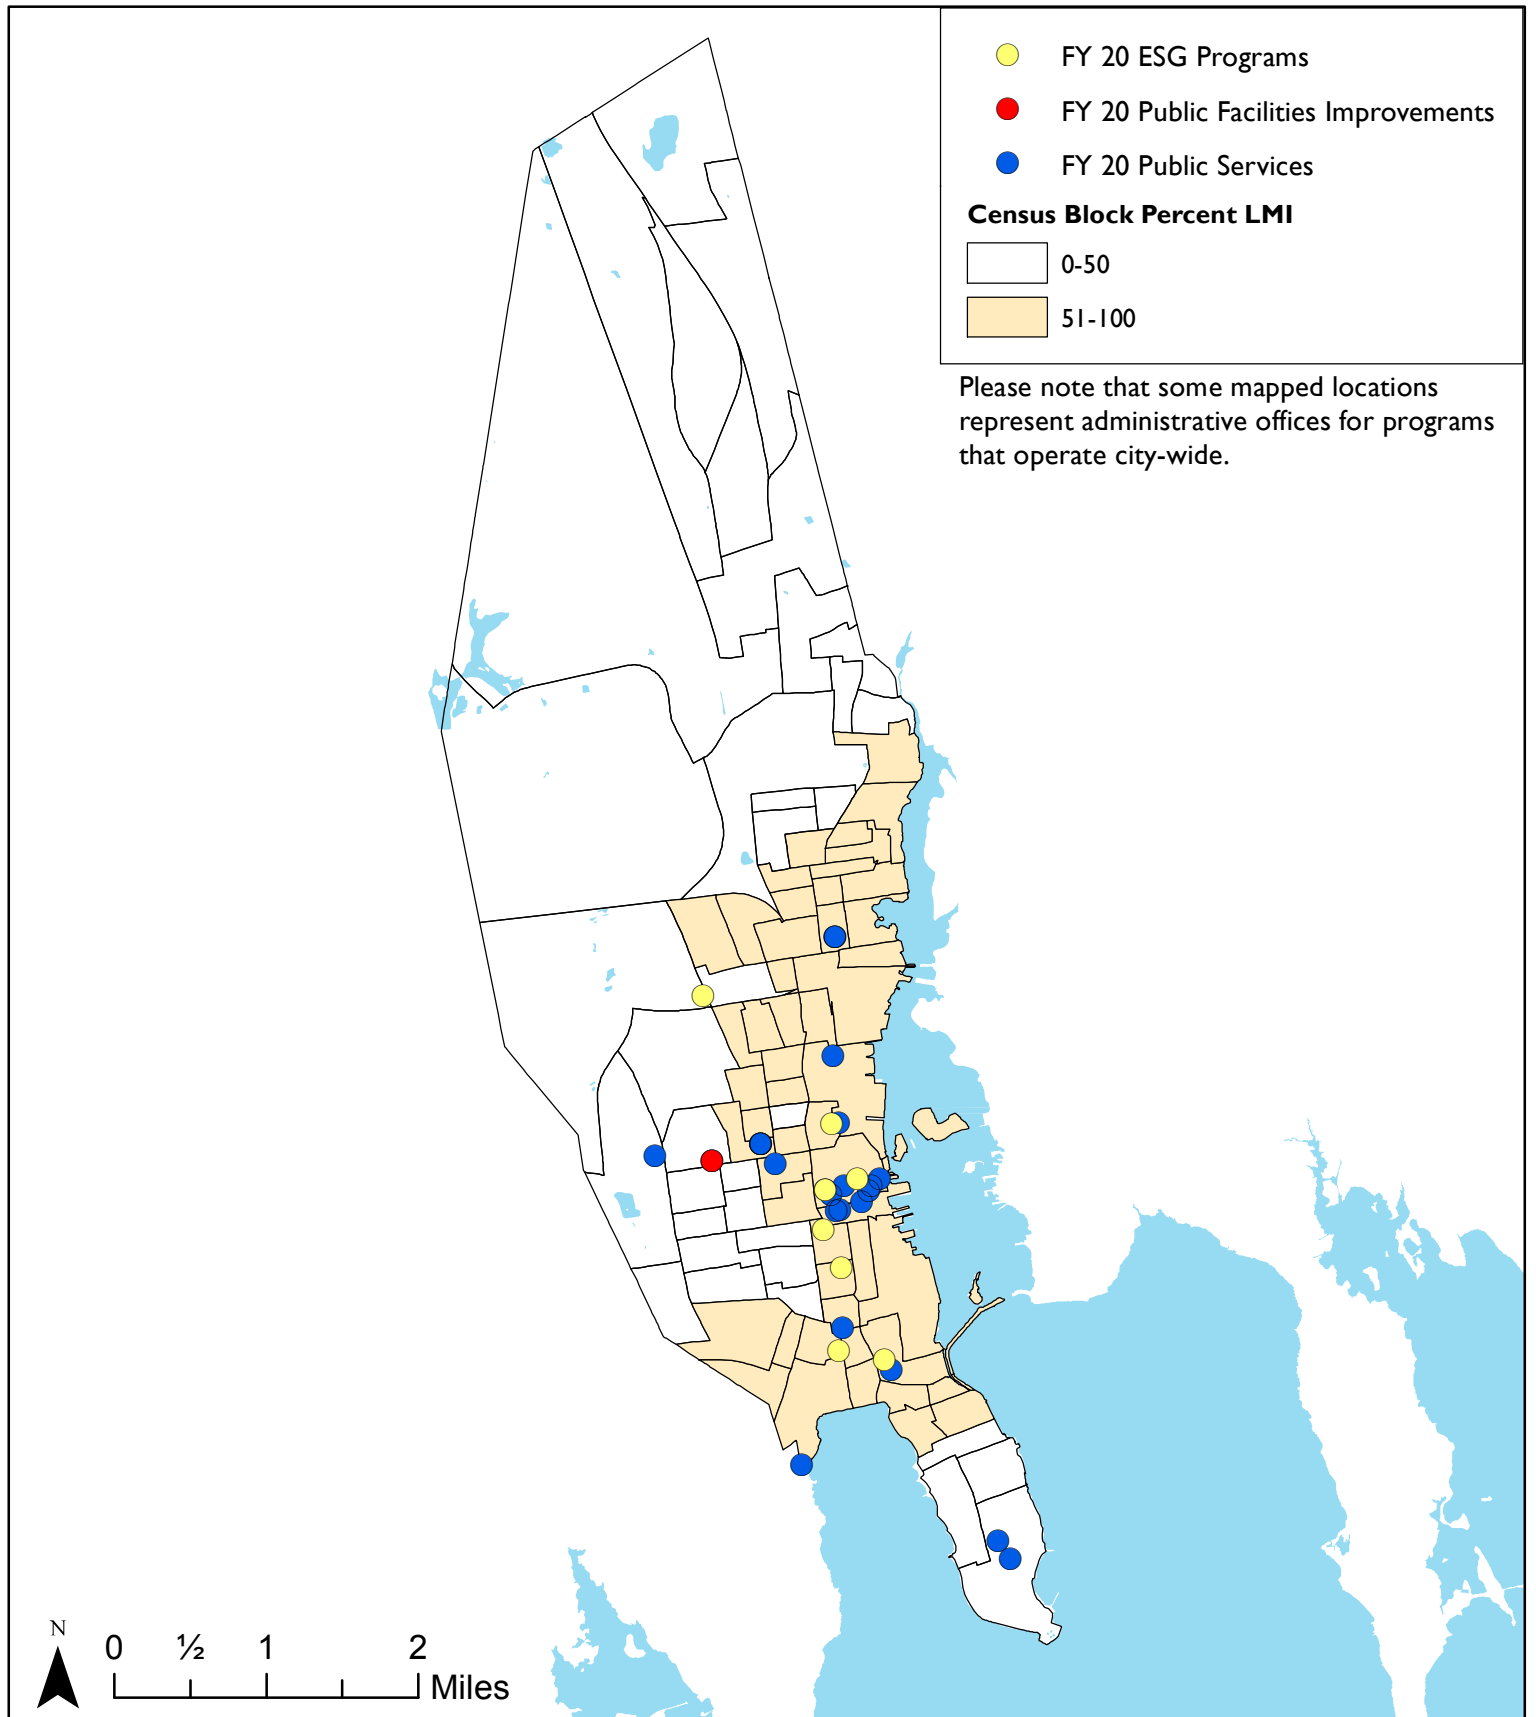 FY 20 ESG Programs
FY 20 Public Facilities Improvements
FY 20 Public Services
Census Block Percent LMI
0-50
51-100
Please note that some mapped locations
represent administrative offices for programs
that operate city-wide.
N
0 ½ 1 2
Miles